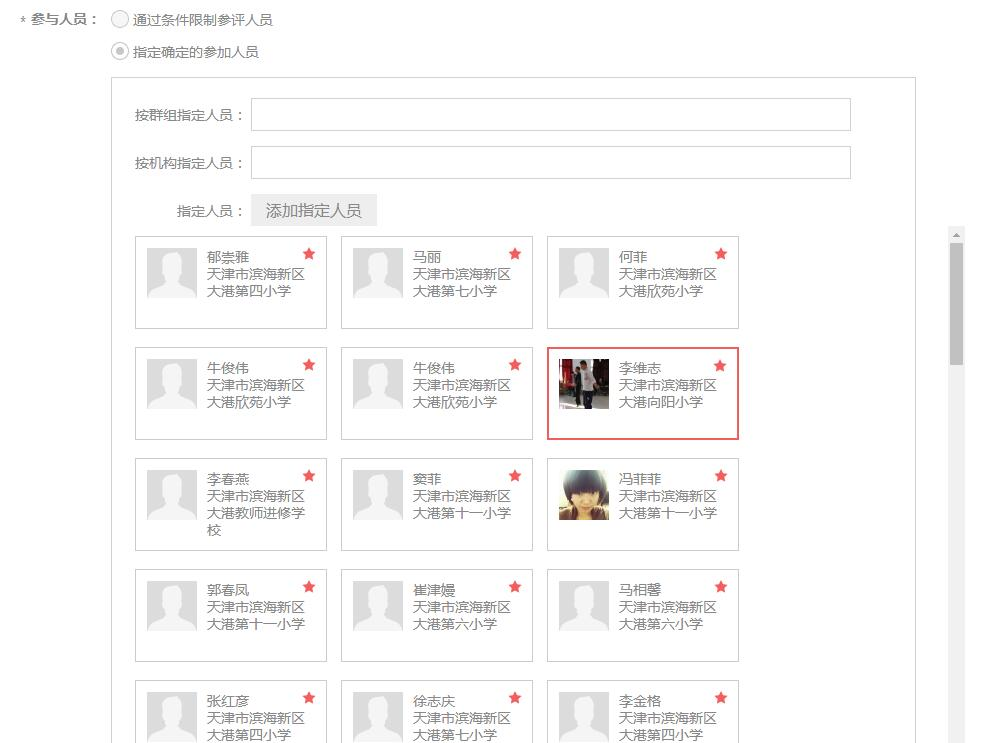 * 参与人员：
通过条件限制参评人员
指定确定的参加人员
按群组指定人员：
按机构指定人员：
指定人员：
添加指定人员
郁崇雅
天津市滨海新区
大港第四小学
马丽
天津市滨海新区
大港第七小学
何菲
天津市滨海新区
大港欣苑小学
牛俊伟
天津市滨海新区
大港欣苑小学
牛俊伟
天津市滨海新区
大港欣苑小学
李维志
天津市滨海新区
大港向阳小学
李春燕
天津市滨海新区
大港教师进修学
校
窦菲
天津市滨海新区
大港第十一小学
冯菲菲
天津市滨海新区
大港第十一小学
郭春凤
天津市滨海新区
大港第十一小学
崔津嫚
天津市滨海新区
大港第六小学
马相馨
天津市滨海新区
大港第六小学
张红彦
天津市滨海新区
大港第四小学
徐志庆
天津市滨海新区
大港第七小学
李金格
天津市滨海新区
大港第四小学